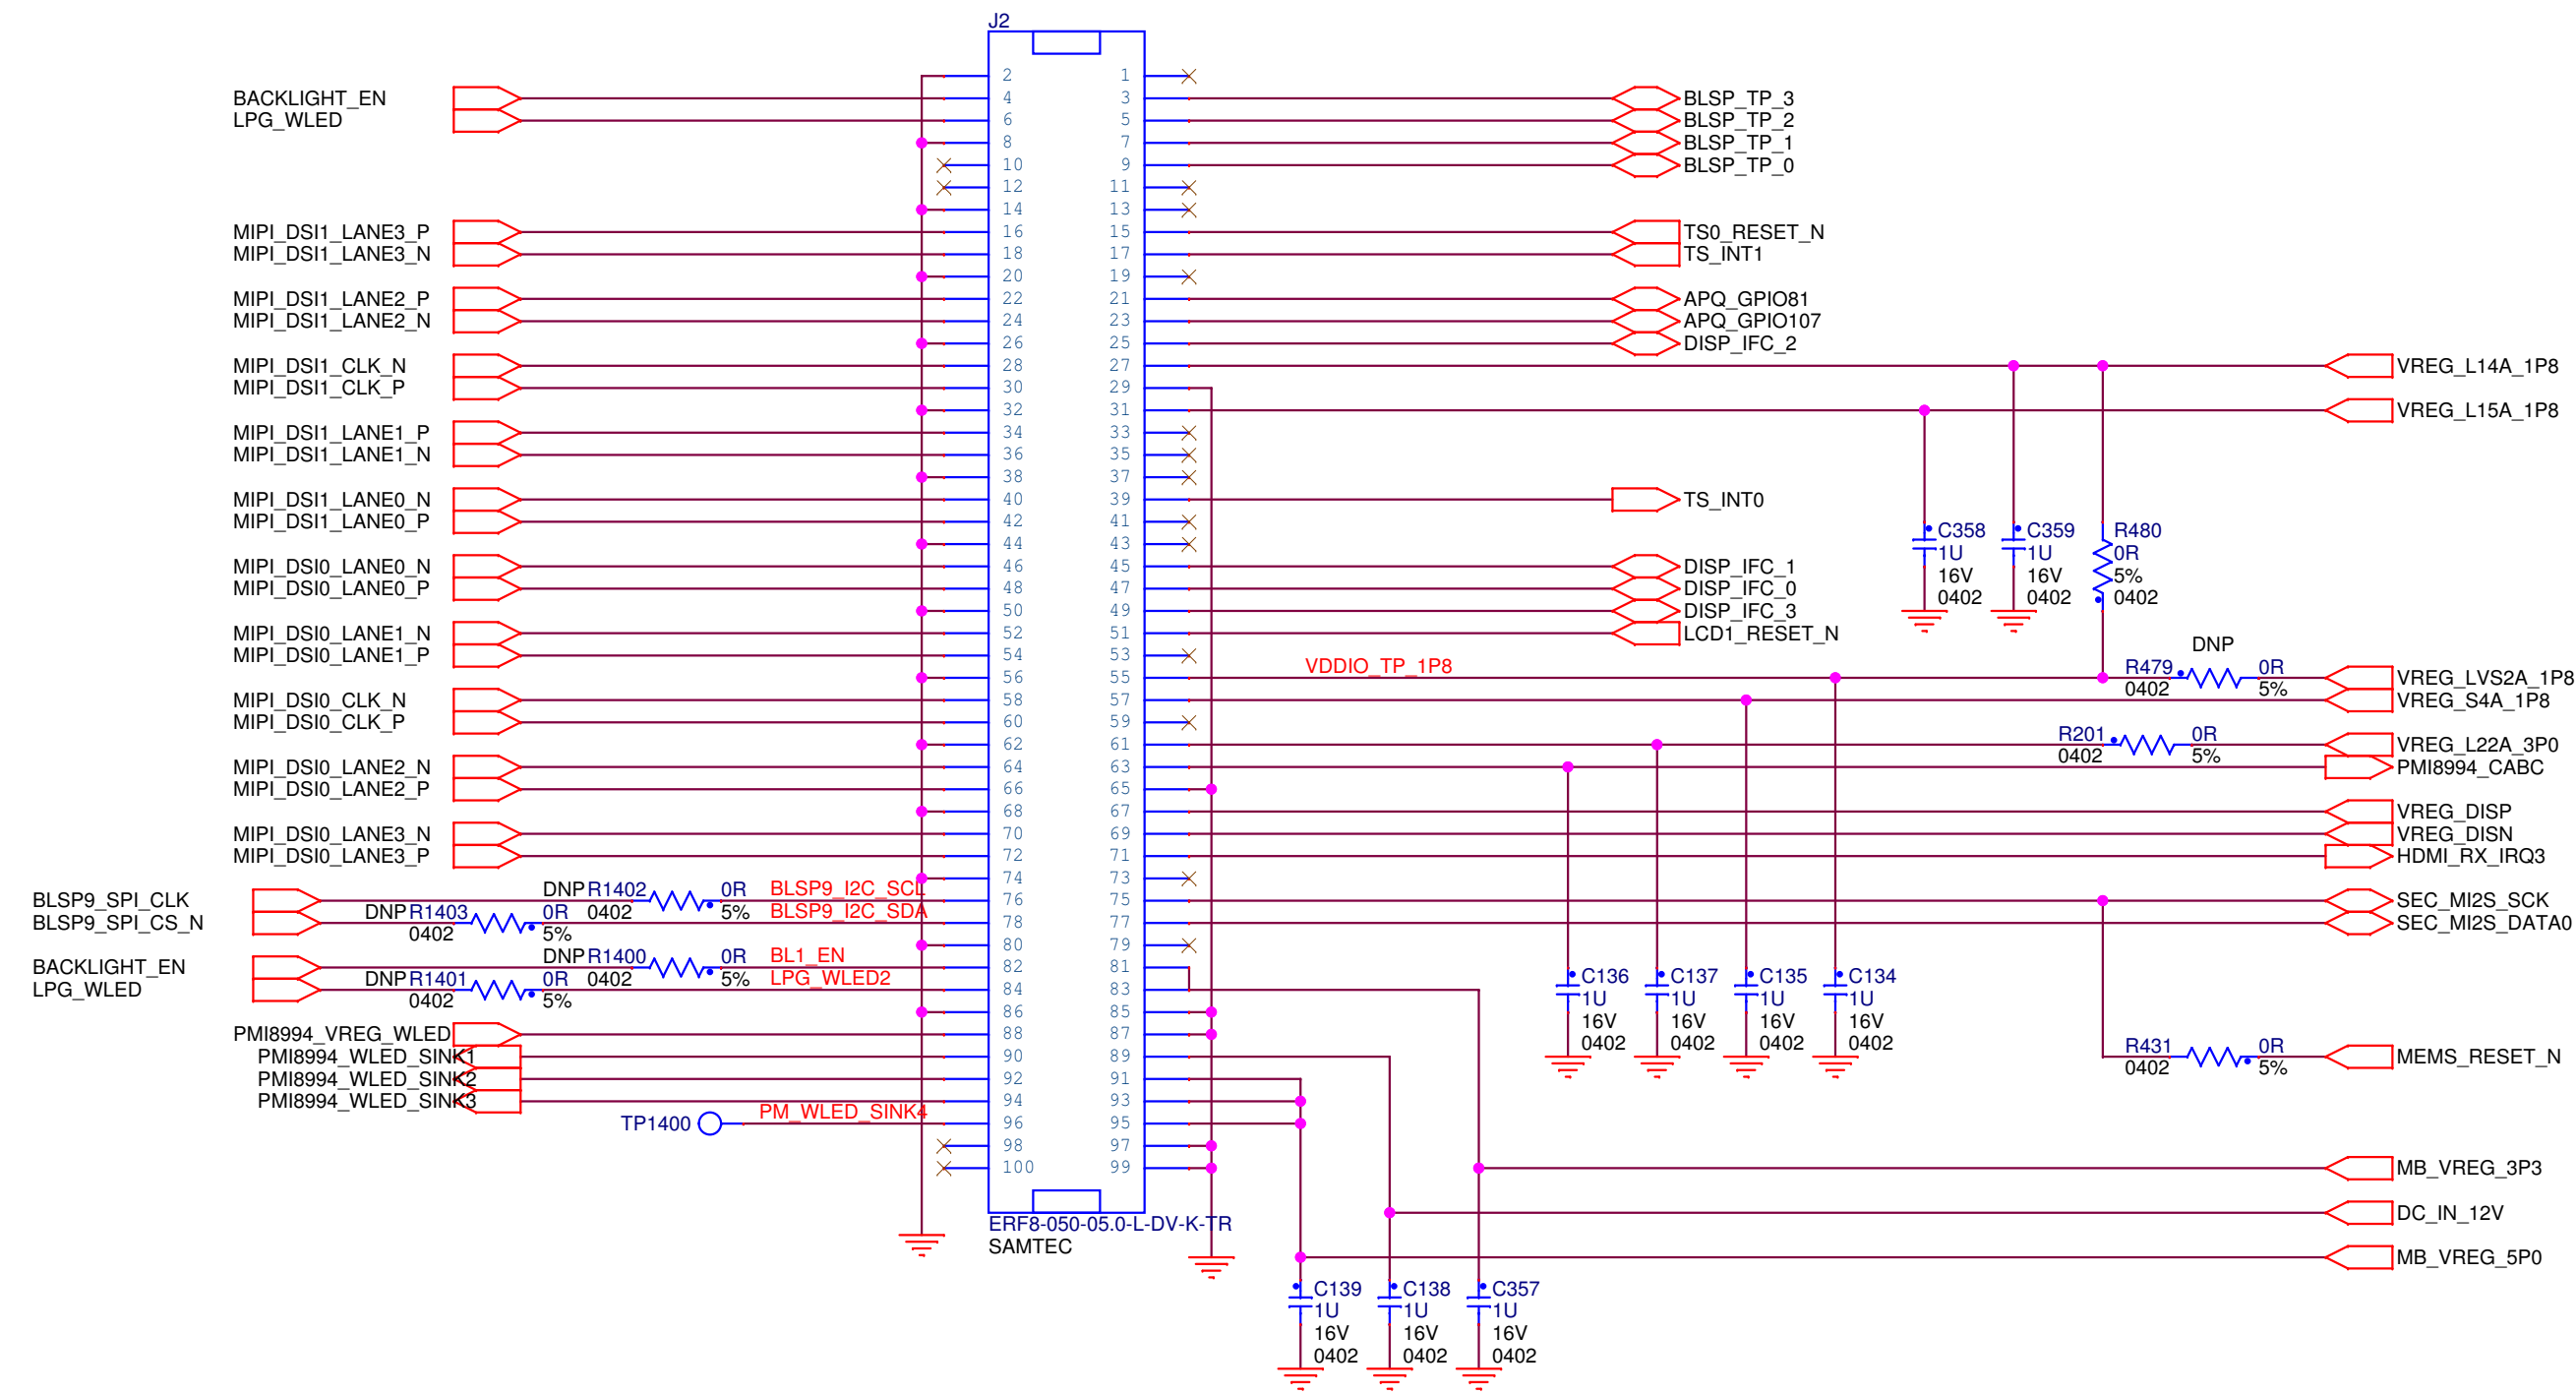 J2
2 1
BACKLIGHT_EN 4 3 BLSP_TP_3
LPG_WLED 6 5 BLSP_TP_2
8 7 BLSP_TP_1
10 9 BLSP_TP_0
12 11
14 13
MIPI_DSI1_LANE3_P 16 15 TS0_RESET_N
MIPI_DSI1_LANE3_N 18 17 TS_INT1
20 19
MIPI_DSI1_LANE2_P 22 21 APQ_GPIO81
MIPI_DSI1_LANE2_N 24 23 APQ_GPIO107
26 25 DISP_IFC_2
MIPI_DSI1_CLK_N 28 27 VREG_L14A_1P8
MIPI_DSI1_CLK_P 30 29
32 31 VREG_L15A_1P8
MIPI_DSI1_LANE1_P 34 33
MIPI_DSI1_LANE1_N 36 35
38 37
MIPI_DSI1_LANE0_N 40 39 TS_INT0
MIPI_DSI1_LANE0_P 42 41
44 43 C358 C359 R480
1U 1U 0R
MIPI_DSI0_LANE0_N 46 45 DISP_IFC_1 16V 16V 5%
MIPI_DSI0_LANE0_P 48 47 DISP_IFC_0 0402 0402 0402
50 49 DISP_IFC_3
MIPI_DSI0_LANE1_N 52 51 LCD1_RESET_N
DNP
MIPI_DSI0_LANE1_P 54 53
VDDIO_TP_1P8 R479 0R
56 55 VREG_LVS2A_1P8
0402 5%
MIPI_DSI0_CLK_N 58 57 VREG_S4A_1P8
MIPI_DSI0_CLK_P 60 59
R201 0R
62 61 VREG_L22A_3P0
0402 5%
MIPI_DSI0_LANE2_N 64 63 PMI8994_CABC
MIPI_DSI0_LANE2_P 66 65
68 67 VREG_DISP
MIPI_DSI0_LANE3_N 70 69 VREG_DISN
MIPI_DSI0_LANE3_P 72 71 HDMI_RX_IRQ3
74 73
DNP R1402 0R BLSP9_I2C_SCL
BLSP9_SPI_CLK 76 75 SEC_MI2S_SCK
DNP R1403 0R 0402 5% BLSP9_I2C_SDA
BLSP9_SPI_CS_N 78 77 SEC_MI2S_DATA0
0402 5%
80 79
DNP R1400 0R BL1_EN
BACKLIGHT_EN 82 81
DNP R1401 0R 0402 5% LPG_WLED2
C136 C137 C135 C134
LPG_WLED 84 83
0402 5%
1U 1U 1U 1U
86 85
16V 16V 16V 16V
PMI8994_VREG_WLED 88 87
0402 0402 0402 0402
R431 0R
PMI8994_WLED_SINK1 90 89 MEMS_RESET_N
0402 5%
PMI8994_WLED_SINK2 92 91
PMI8994_WLED_SINK3 94 93
PM_WLED_SINK4
TP1400 96 95
98 97
100 99 MB_VREG_3P3
DC_IN_12V
ERF8-050-05.0-L-DV-K-TR
SAMTEC
MB_VREG_5P0
C139 C138 C357
1U 1U 1U
16V 16V 16V
0402 0402 0402